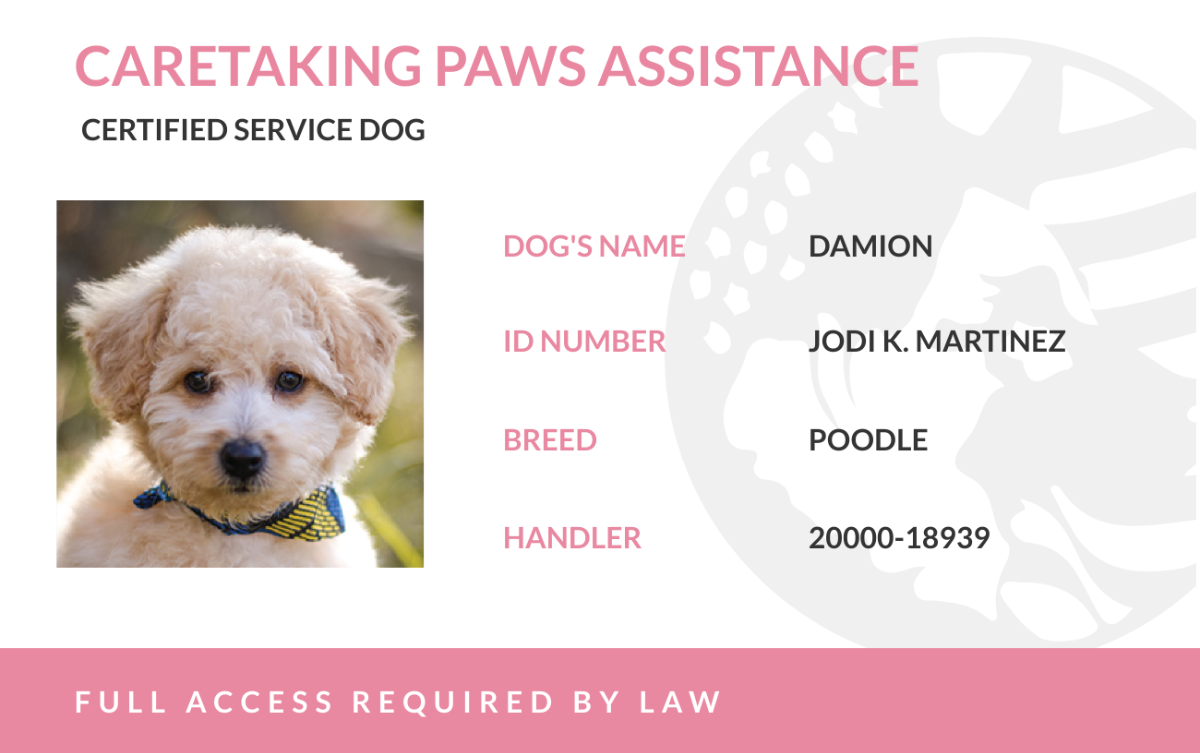 CARETAKING PAWS ASSISTANCE
CERTIFIED SERVICE DOG
DOG'S NAME DAMION
ID NUMBER JODI K. MARTINEZ
BREED POODLE
HANDLER 20000-18939
FULL ACCESS REQUIRED BY LAW